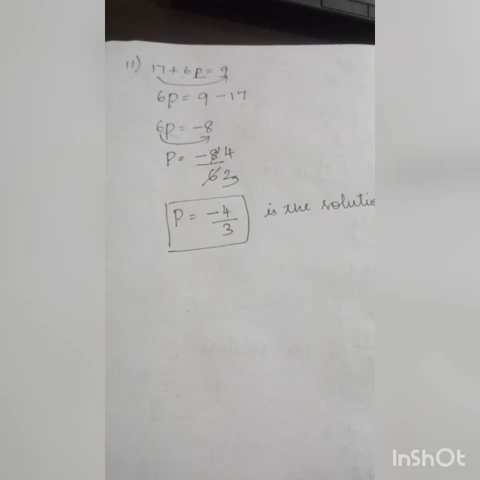 11) 17 + 6p = 9
6p = 9 - 17
6p = -8
p = -8 4
6 3
p = -4
3
is the solutio
InShOt